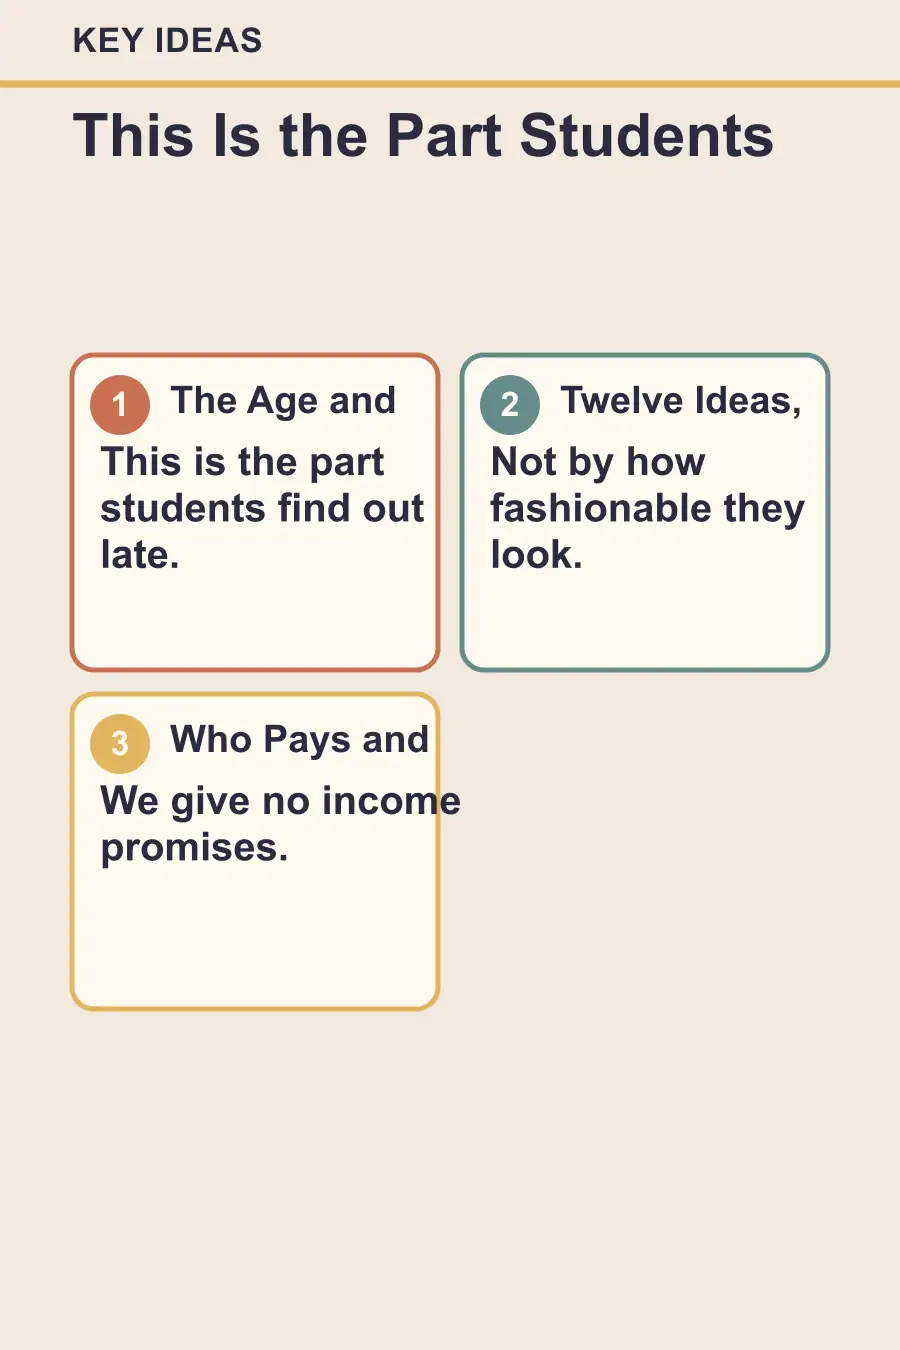 KEY IDEAS
This Is the Part Students
1 The Age and
This is the part
students find out
late.
2 Twelve Ideas,
Not by how
fashionable they
look.
3 Who Pays and
We give no income
promises.